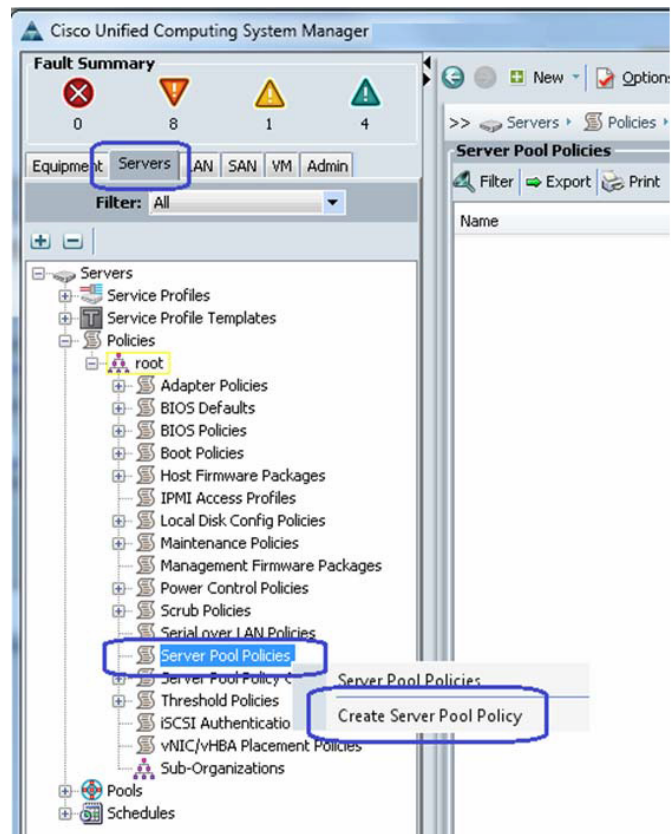 Cisco Unified Computing System Manager
Fault Summary
0 8 1 4
Equipment Servers LAN SAN VM Admin
Filter: All
Servers
Service Profiles
Service Profile Templates
Policies
root
Adapter Policies
BIOS Defaults
BIOS Policies
Boot Policies
Host Firmware Packages
IPMI Access Profiles
Local Disk Config Policies
Maintenance Policies
Management Firmware Packages
Power Control Policies
Scrub Policies
Serial over LAN Policies
Server Pool Policies
Server Pool Policy
Threshold Policies
iSCSI Authenticatio
vNIC/vHBA Placement Policies
Sub-Organizations
Pools
Schedules
Server Pool Policies
Create Server Pool Policy
New Option
>> Servers Policies
Server Pool Policies
Filter Export Print
Name